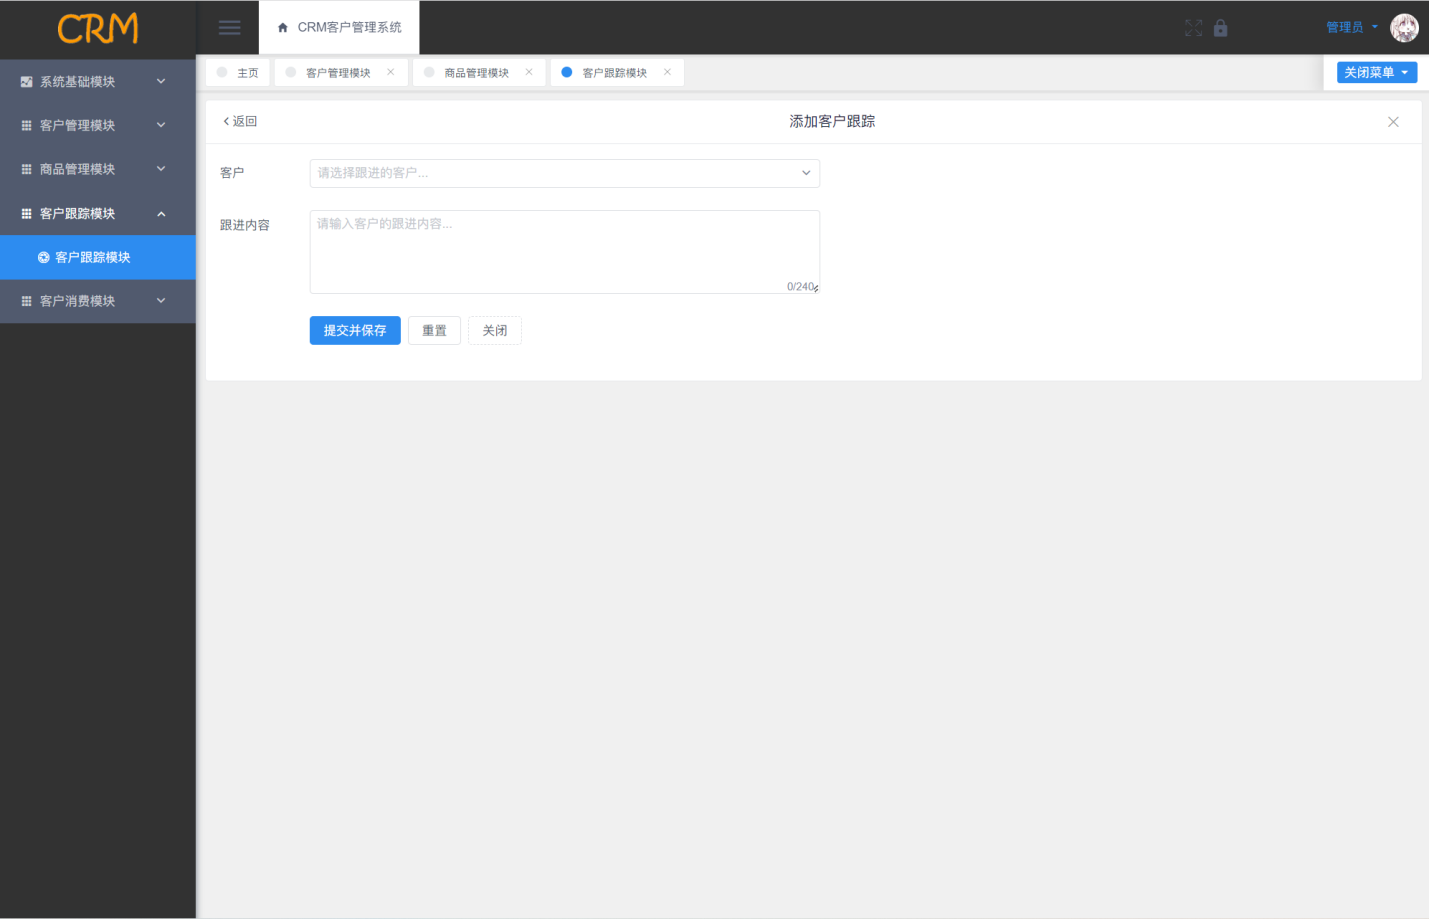 CRM
CRM客户管理系统
管理员
主页
客户管理模块
商品管理模块
客户跟踪模块
关闭菜单
系统基础模块
客户管理模块
商品管理模块
客户跟踪模块
客户跟踪模块
客户消费模块
返回
添加客户跟踪
客户
请选择跟进的客户...
跟进内容
请输入客户的跟进内容...
0/240
提交并保存
重置
关闭